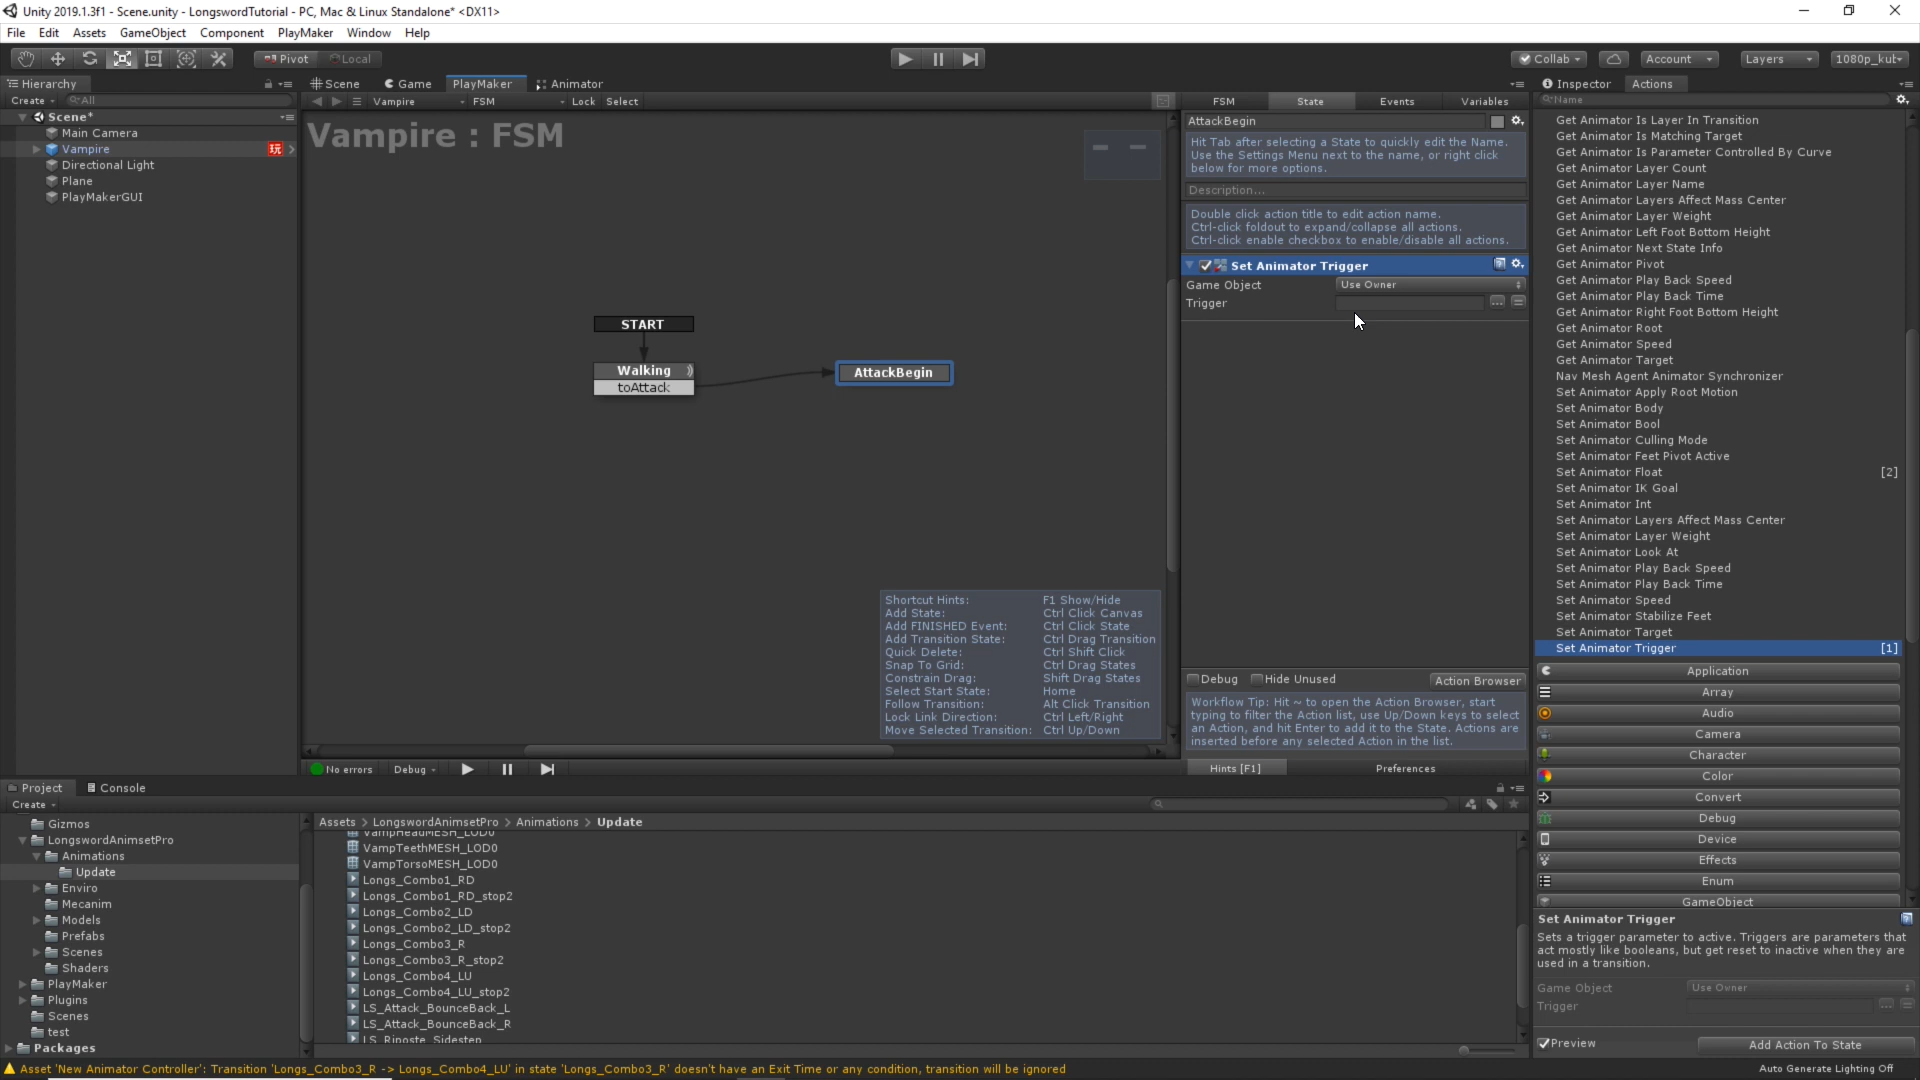 Unity 2019.1.3f1 - Scene.unity - LongswordTutorial - PC, Mac & Linux Standalone* <DX11>
File Edit Assets GameObject Component PlayMaker Window Help
Pivot Local Collab Account Layers 1080p_kut
Hierarchy
Create All
Scene*
Main Camera
Vampire 玩
Directional Light
Plane
PlayMakerGUI
Scene Game PlayMaker Animator
Vampire FSM Lock Select
Vampire : FSM
START
Walking
toAttack
AttackBegin
Shortcut Hints: F1 Show/Hide
Add State: Ctrl Click Canvas
Add FINISHED Event: Ctrl Click State
Add Transition State: Ctrl Drag Transition
Quick Delete: Ctrl Shift Click
Snap To Grid: Ctrl Drag States
Constrain Drag: Shift Drag States
Select Start State: Home
Follow Transition: Alt Click Transition
Lock Link Direction: Ctrl Left/Right
Move Selected Transition: Ctrl Up/Down
No errors Debug
FSM State Events Variables
AttackBegin
Hit Tab after selecting a State to quickly edit the Name.
Use the Settings Menu next to the name, or right click
below for more options.
Description...
Double click action title to edit action name.
Ctrl-click foldout to expand/collapse all actions.
Ctrl-click enable checkbox to enable/disable all actions.
Set Animator Trigger
Game Object Use Owner
Trigger
Debug Hide Unused Action Browser
Workflow Tip: Hit ~ to open the Action Browser, start
typing to filter the Action list, use Up/Down keys to select
an Action, and hit Enter to add it to the State. Actions are
inserted before any selected Action in the list.
Hints [F1] Preferences
Inspector Actions
Name
Get Animator Is Layer In Transition
Get Animator Is Matching Target
Get Animator Is Parameter Controlled By Curve
Get Animator Layer Count
Get Animator Layer Name
Get Animator Layers Affect Mass Center
Get Animator Layer Weight
Get Animator Left Foot Bottom Height
Get Animator Next State Info
Get Animator Pivot
Get Animator Play Back Speed
Get Animator Play Back Time
Get Animator Right Foot Bottom Height
Get Animator Root
Get Animator Speed
Get Animator Target
Nav Mesh Agent Animator Synchronizer
Set Animator Apply Root Motion
Set Animator Body
Set Animator Bool
Set Animator Culling Mode
Set Animator Feet Pivot Active
Set Animator Float [2]
Set Animator IK Goal
Set Animator Int
Set Animator Layers Affect Mass Center
Set Animator Layer Weight
Set Animator Look At
Set Animator Play Back Speed
Set Animator Play Back Time
Set Animator Speed
Set Animator Stabilize Feet
Set Animator Target
Set Animator Trigger [1]
Application
Array
Audio
Camera
Character
Color
Convert
Debug
Device
Effects
Enum
GameObject
Set Animator Trigger
Sets a trigger parameter to active. Triggers are parameters that
act mostly like booleans, but get reset to inactive when they are
used in a transition.
Game Object Use Owner
Trigger
Preview Add Action To State
Project Console
Create
Gizmos
LongswordAnimsetPro
Animations
Update
Enviro
Mecanim
Models
Prefabs
Scenes
Shaders
PlayMaker
Plugins
Scenes
test
Packages
Assets > LongswordAnimsetPro > Animations > Update
VampHeadMESH_LOD0
VampTeethMESH_LOD0
VampTorsoMESH_LOD0
Longs_Combo1_RD
Longs_Combo1_RD_stop2
Longs_Combo2_LD
Longs_Combo2_LD_stop2
Longs_Combo3_R
Longs_Combo3_R_stop2
Longs_Combo4_LU
Longs_Combo4_LU_stop2
LS_Attack_BounceBack_L
LS_Attack_BounceBack_R
LS_Riposte_Sidestep
Asset 'New Animator Controller': Transition 'Longs_Combo3_R -> Longs_Combo4_LU' in state 'Longs_Combo3_R' doesn't have an Exit Time or any condition, transition will be ignored
Auto Generate Lighting Off